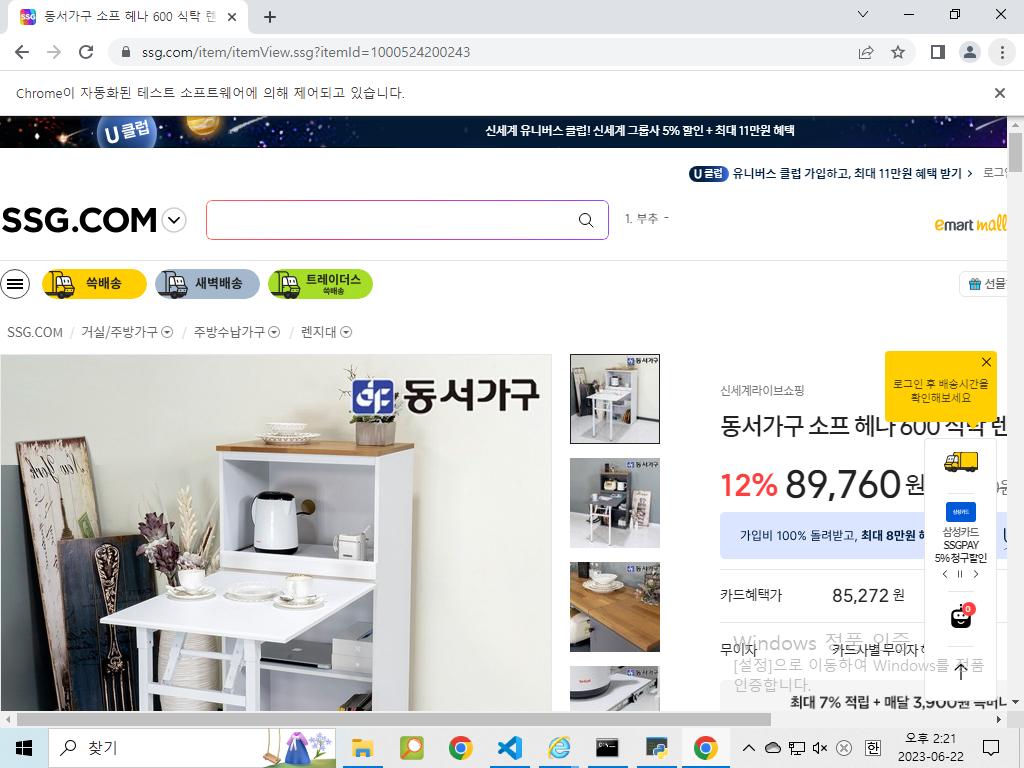 동서가구 소프 헤나 600 식탁 렌
ssg.com/item/itemView.ssg?itemId=1000524200243
Chrome이 자동화된 테스트 소프트웨어에 의해 제어되고 있습니다.
U 클럽
신세계 유니버스 클럽! 신세계 그룹사 5% 할인 + 최대 11만원 혜택
U 클럽 유니버스 클럽 가입하고, 최대 11만원 혜택 받기
SSG.COM
1. 부추 -
emart mall
쓱배송
새벽배송
트레이더스
쓱배송
선물
SSG.COM / 거실/주방가구 / 주방수납가구 / 렌지대
동서가구
동서가구
동서가구
신세계라이브쇼핑
로그인 후 배송시간을
확인해보세요
동서가구 소프 헤나 600 식탁 렌
12% 89,760 원
가입비 100% 돌려받고, 최대 8만원
삼성카드
삼성카드
SSGPAY
5% 청구할인
카드혜택가 85,272 원
0
무이자 카드사별 무이자
최대 7% 적립 + 매달 3,900원
Windows 정품 인증
[설정]으로 이동하여 Windows를 정품
인증합니다.
찾기
한
오후 2:21
2023-06-22